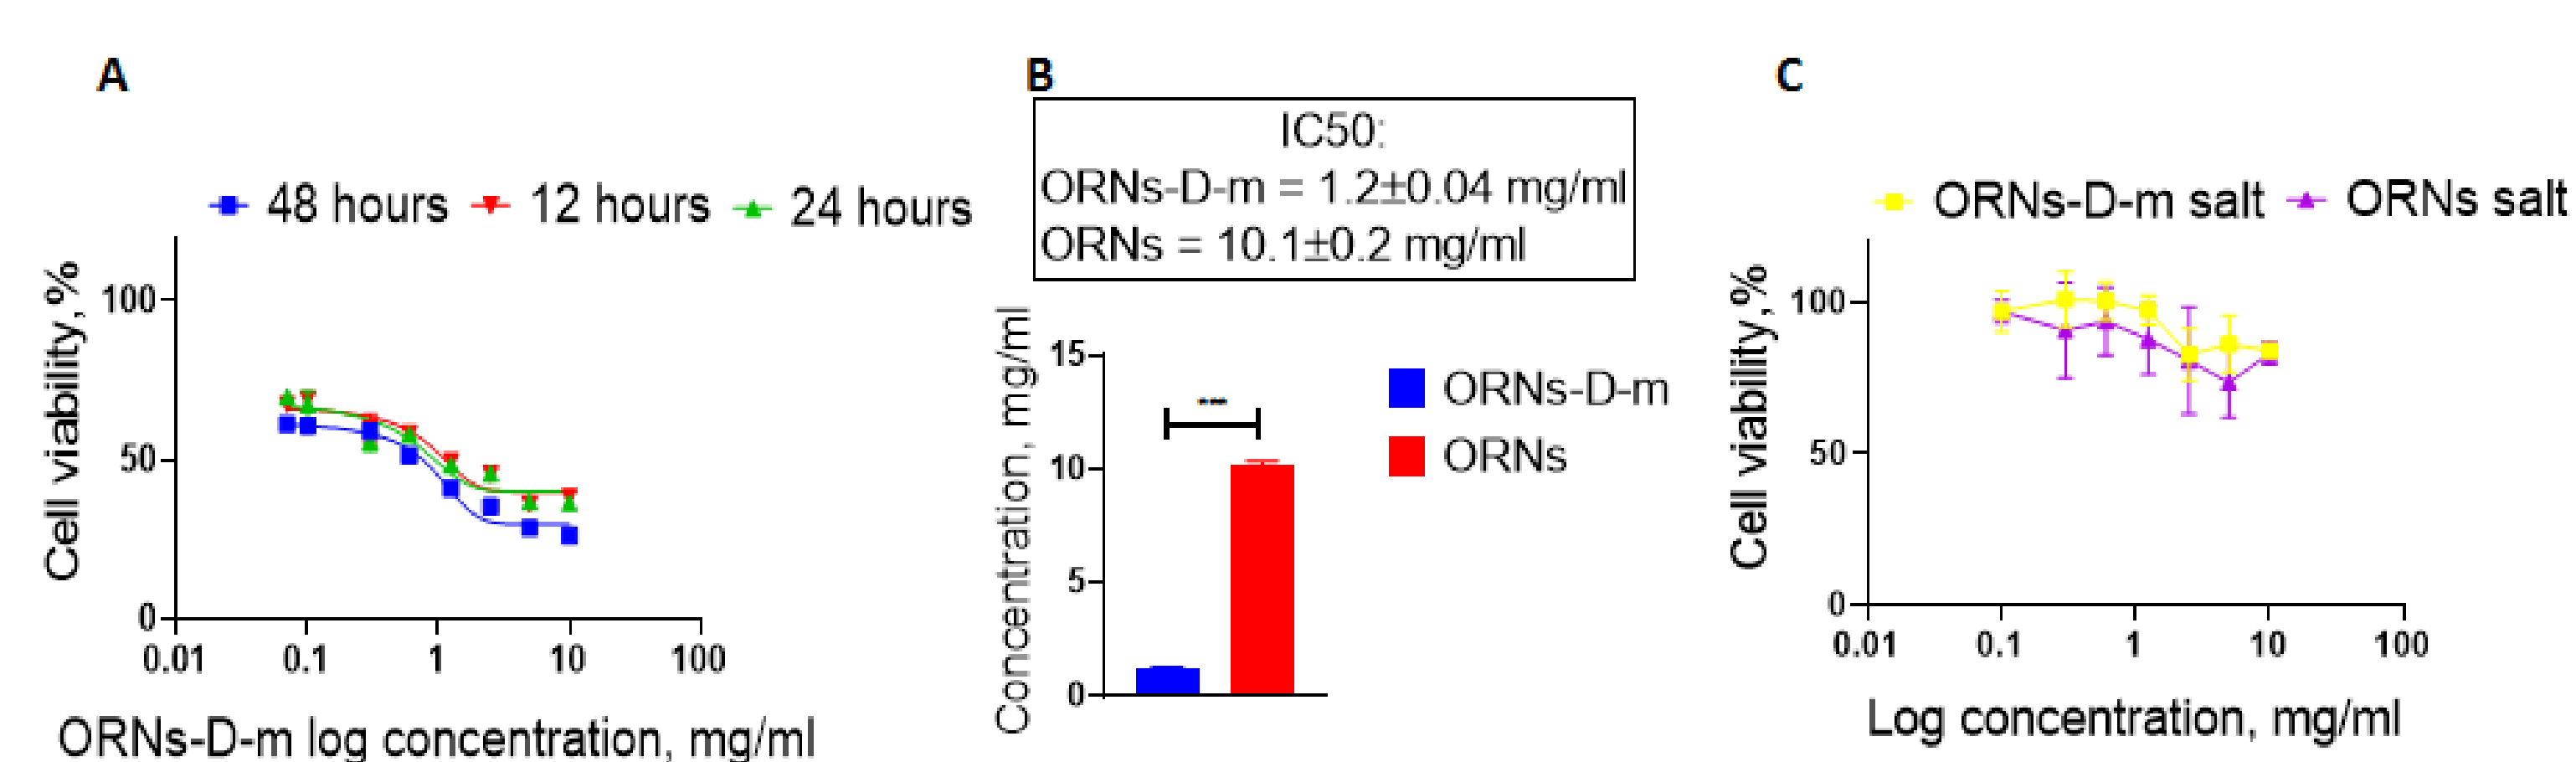 A
48 hours 12 hours 24 hours
Cell viability, %
100
50
0
0.01 0.1 1 10 100
ORNs-D-m log concentration, mg/ml
B
IC50:
ORNs-D-m = 1.2±0.04 mg/ml
ORNs = 10.1±0.2 mg/ml
Concentration, mg/ml
15
10
5
0
***
ORNs-D-m
ORNs
C
ORNs-D-m salt ORNs salt
Cell viability, %
100
50
0
0.01 0.1 1 10 100
Log concentration, mg/ml